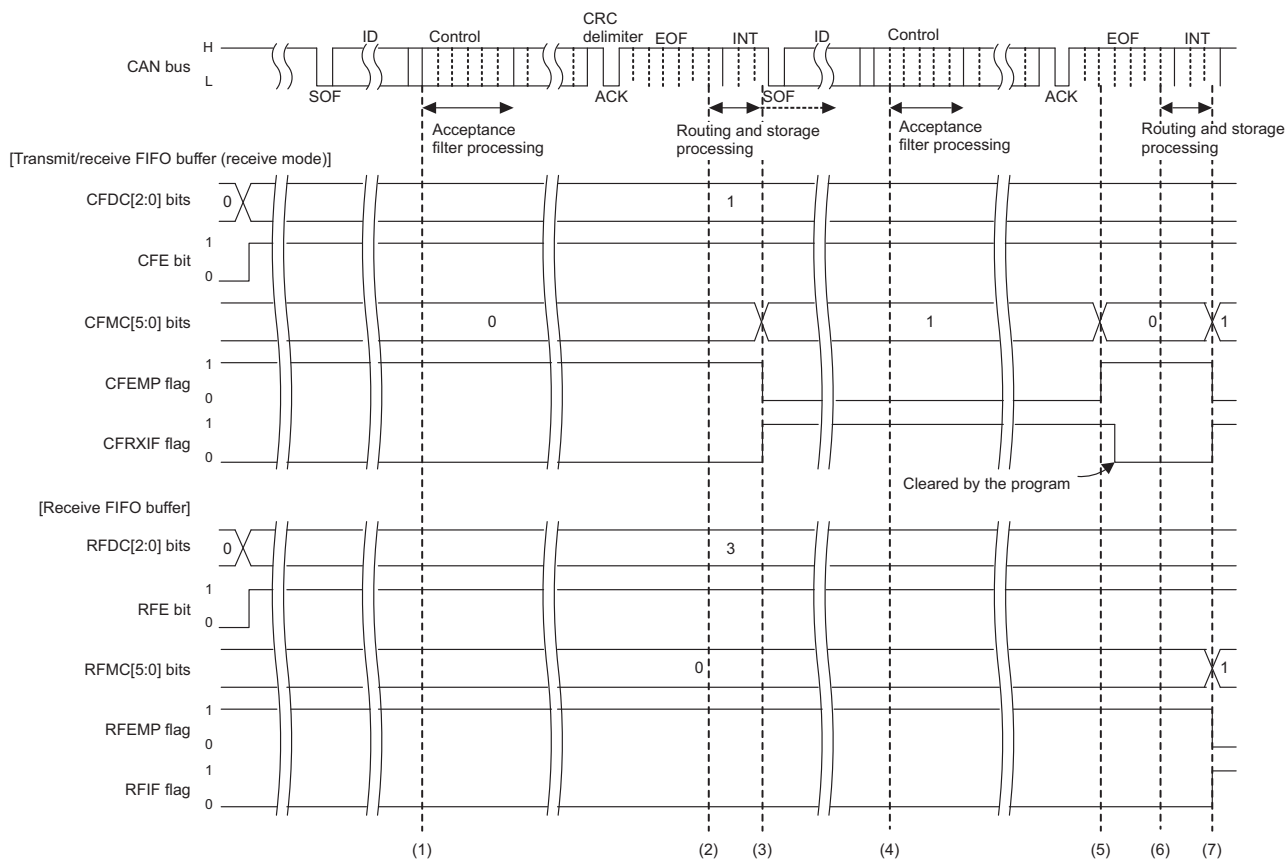 CRC
delimiter
ID
Control
EOF
INT
ID
Control
EOF
INT
H
CAN bus
L
SOF
ACK
SOF
ACK
Acceptance
filter processing
Routing and storage
processing
Acceptance
filter processing
Routing and storage
processing
[Transmit/receive FIFO buffer (receive mode)]
CFDC[2:0] bits
0
1
CFE bit
1
0
CFMC[5:0] bits
0
1
0
1
CFEMP flag
1
0
CFRXIF flag
1
0
Cleared by the program
[Receive FIFO buffer]
RFDC[2:0] bits
0
3
RFE bit
1
0
RFMC[5:0] bits
0
1
RFEMP flag
1
0
RFIF flag
1
0
(1)
(2)
(3)
(4)
(5)
(6)
(7)